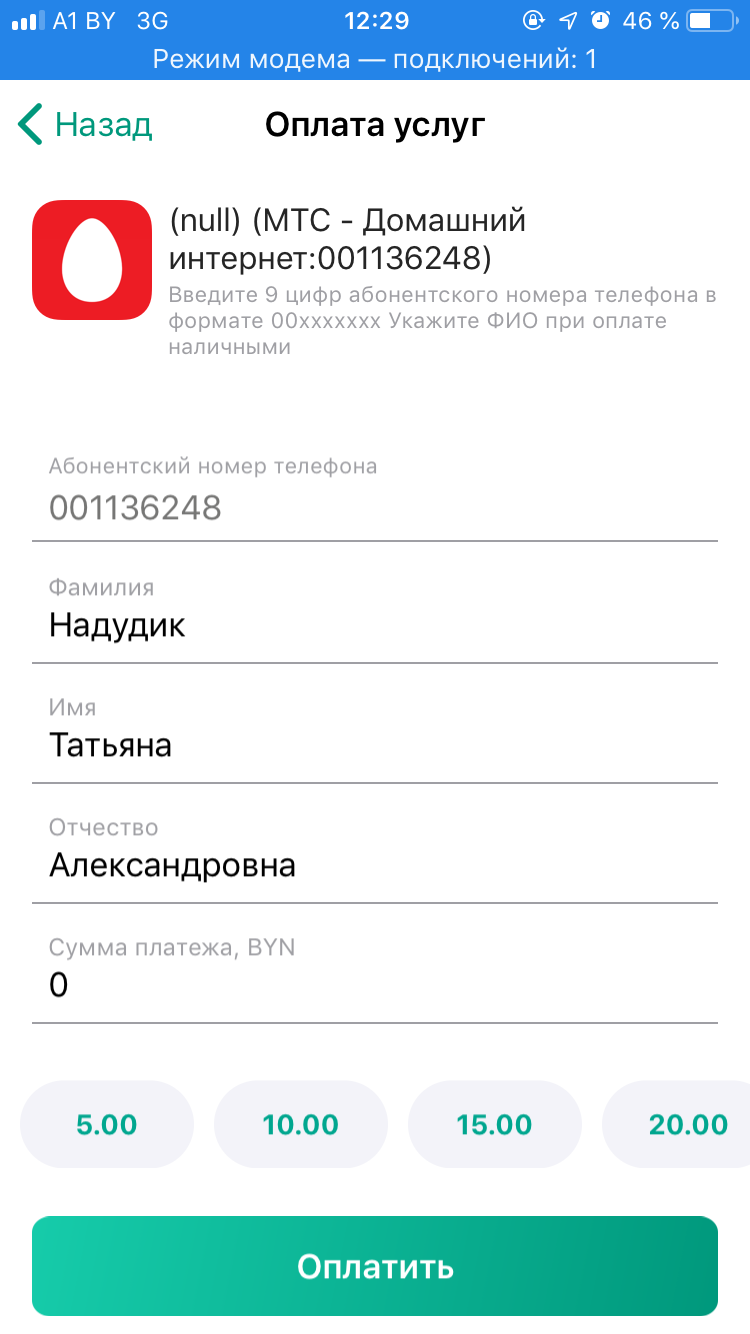 A1 BY 3G 12:29 46 %
Режим модема — подключений: 1
Назад Оплата услуг
(null) (МТС - Домашний
интернет:001136248)
Введите 9 цифр абонентского номера телефона в
формате 00xxxxxxx Укажите ФИО при оплате
наличными
Абонентский номер телефона
001136248
Фамилия
Надудик
Имя
Татьяна
Отчество
Александровна
Сумма платежа, BYN
0
5.00 10.00 15.00 20.00
Оплатить